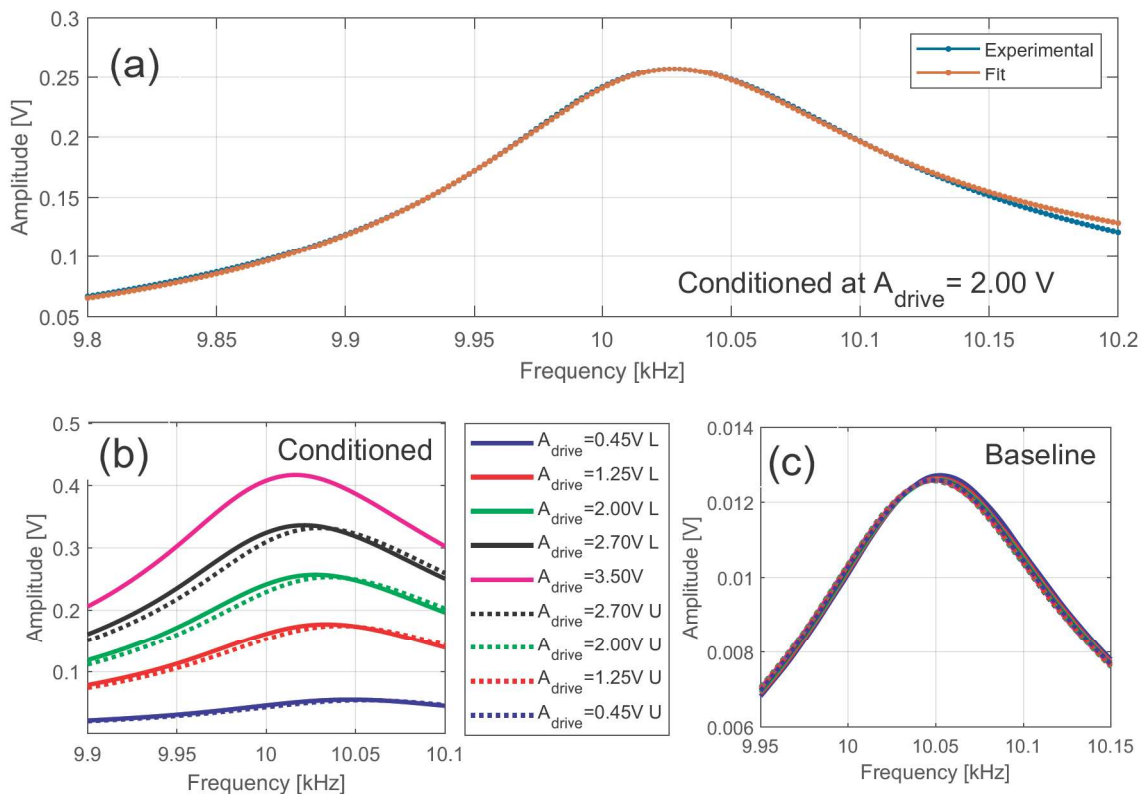 (a)
Experimental
Fit
Conditioned at A_drive = 2.00 V
Amplitude [V]
0.3
0.25
0.2
0.15
0.1
0.05
9.8 9.85 9.9 9.95 10 10.05 10.1 10.15 10.2
Frequency [kHz]
(b)
Conditioned
Amplitude [V]
0.5
0.4
0.3
0.2
0.1
9.9 9.95 10 10.05 10.1
Frequency [kHz]
A_drive=0.45V L
A_drive=1.25V L
A_drive=2.00V L
A_drive=2.70V L
A_drive=3.50V
A_drive=2.70V U
A_drive=2.00V U
A_drive=1.25V U
A_drive=0.45V U
(c)
Baseline
Amplitude [V]
0.014
0.012
0.01
0.008
0.006
9.95 10 10.05 10.1 10.15
Frequency [kHz]